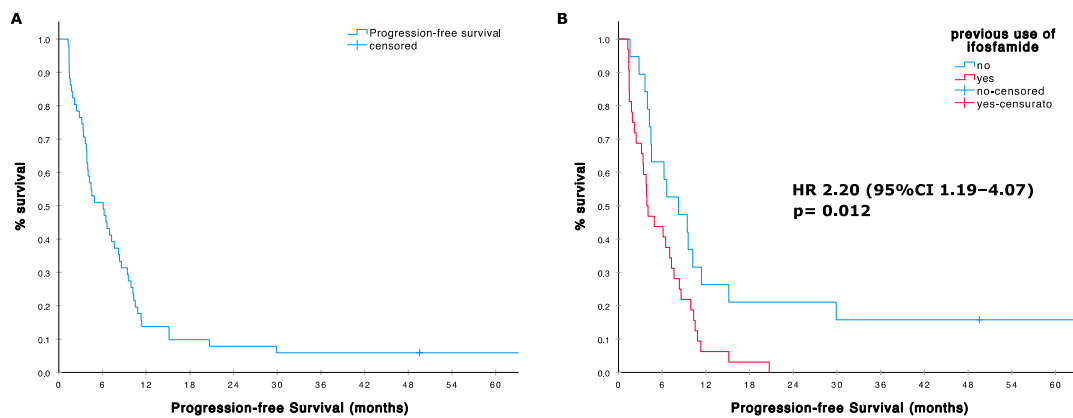 A
Progression-free survival
censored
1.0
0.9
0.8
0.7
0.6
0.5
0.4
0.3
0.2
0.1
0.0
% survival
0 6 12 18 24 30 36 42 48 54 60
Progression-free Survival (months)
B
previous use of
ifosfamide
no
yes
no-censored
yes-censurato
HR 2.20 (95%CI 1.19–4.07)
p= 0.012
1.0
0.9
0.8
0.7
0.6
0.5
0.4
0.3
0.2
0.1
0.0
% survival
0 6 12 18 24 30 36 42 48 54 60
Progression-free Survival (months)